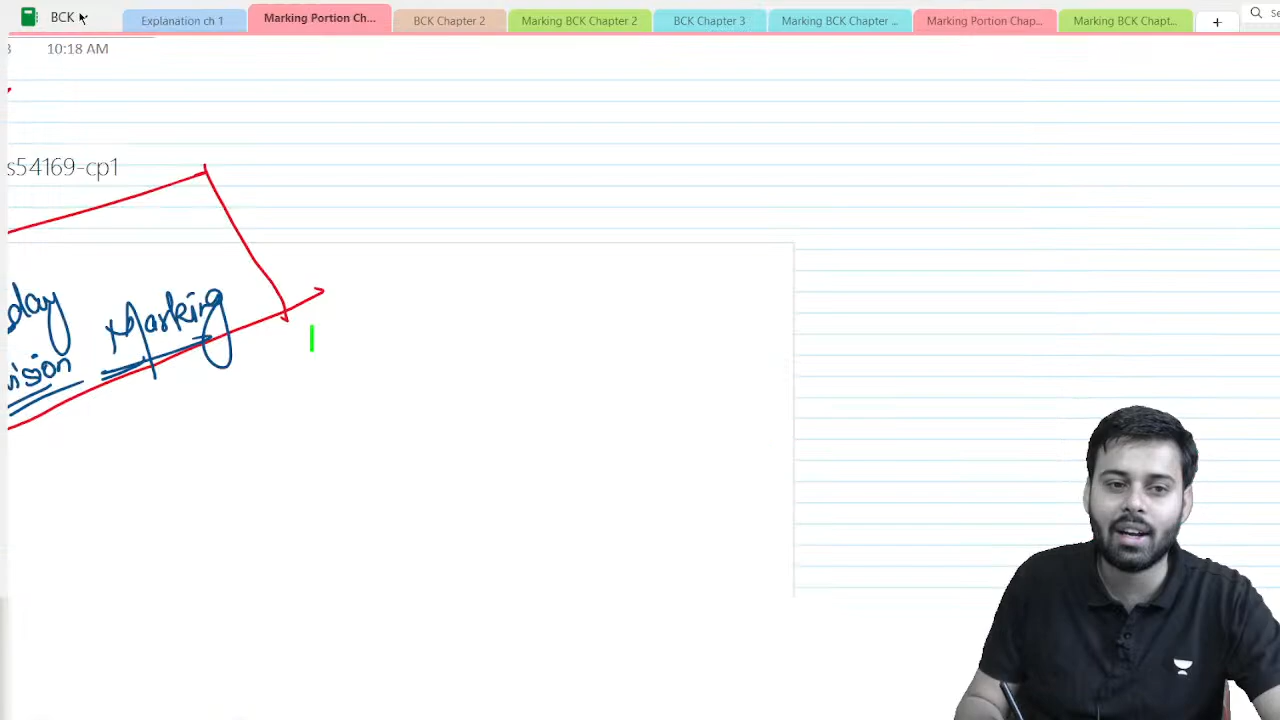 BCK
Explanation ch 1
Marking Portion Ch...
BCK Chapter 2
Marking BCK Chapter 2
BCK Chapter 3
Marking BCK Chapter ...
Marking Portion Chap...
Marking BCK Chapt...
+
10:18 AM
s54169-cp1
day
Marking
ision